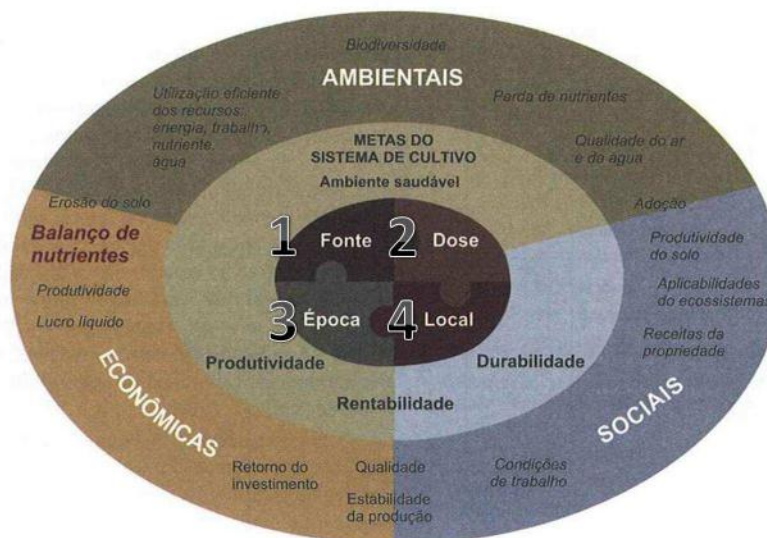 Biodiversidade
AMBIENTAIS
Utilização eficiente
dos recursos:
energia, trabalho,
nutriente,
água
Perda de nutrientes
Qualidade do ar
e da água
METAS DO
SISTEMA DE CULTIVO
Ambiente saudável
Erosão do solo
Adoção
1 Fonte
2 Dose
3 Época
4 Local
Balanço de
nutrientes
Produtividade
Lucro líquido
ECONÔMICAS
Produtividade
do solo
Aplicabilidades
do ecossistemas
Receitas da
propriedade
SOCIAIS
Produtividade
Durabilidade
Rentabilidade
Retorno do
investimento
Qualidade
Estabilidade
da produção
Condições
de trabalho